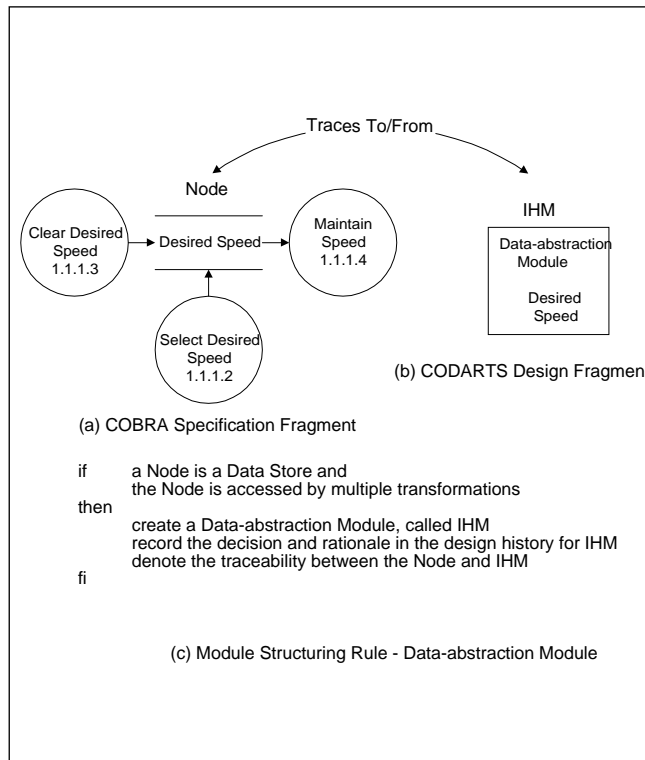 Traces To/From
Node
IHM
Clear Desired
Speed
1.1.1.3
Desired Speed
Maintain
Speed
1.1.1.4
Data-abstraction
Module
Desired
Speed
Select Desired
Speed
1.1.1.2
(b) CODARTS Design Fragmen
(a) COBRA Specification Fragment
if a Node is a Data Store and
the Node is accessed by multiple transformations
then
create a Data-abstraction Module, called IHM
record the decision and rationale in the design history for IHM
denote the traceability between the Node and IHM
fi
(c) Module Structuring Rule - Data-abstraction Module